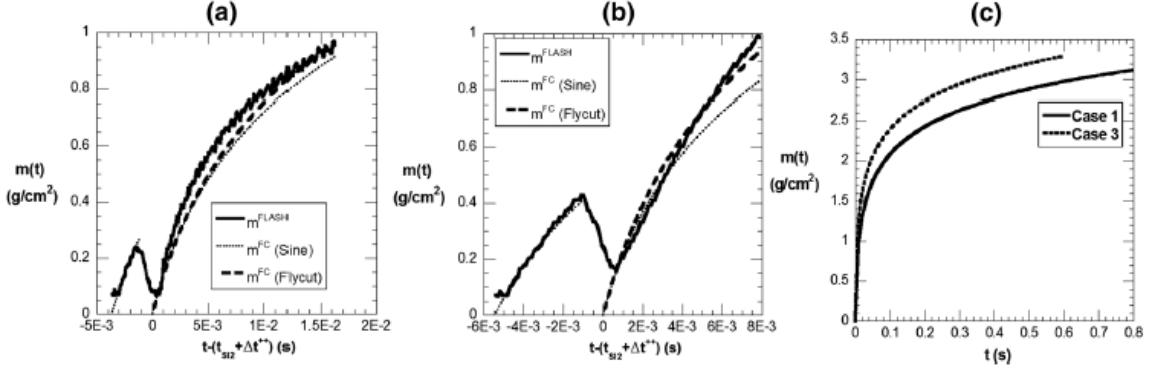 (a)
1
0.8
0.6
0.4
0.2
0
m(t)
(g/cm²)
m^FLASH
m^FC (Sine)
m^FC (Flycut)
-5E-3 0 5E-3 1E-2 1.5E-2 2E-2
t-(t_SI2+Δt++) (s)
(b)
1
0.8
0.6
0.4
0.2
0
m(t)
(g/cm²)
m^FLASH
m^FC (Sine)
m^FC (Flycut)
-6E-3 -4E-3 -2E-3 0 2E-3 4E-3 6E-3 8E-3
t-(t_SI2+Δt++) (s)
(c)
3.5
3
2.5
2
1.5
1
0.5
0
m(t)
(g/cm²)
Case 1
Case 3
0 0.1 0.2 0.3 0.4 0.5 0.6 0.7 0.8
t (s)